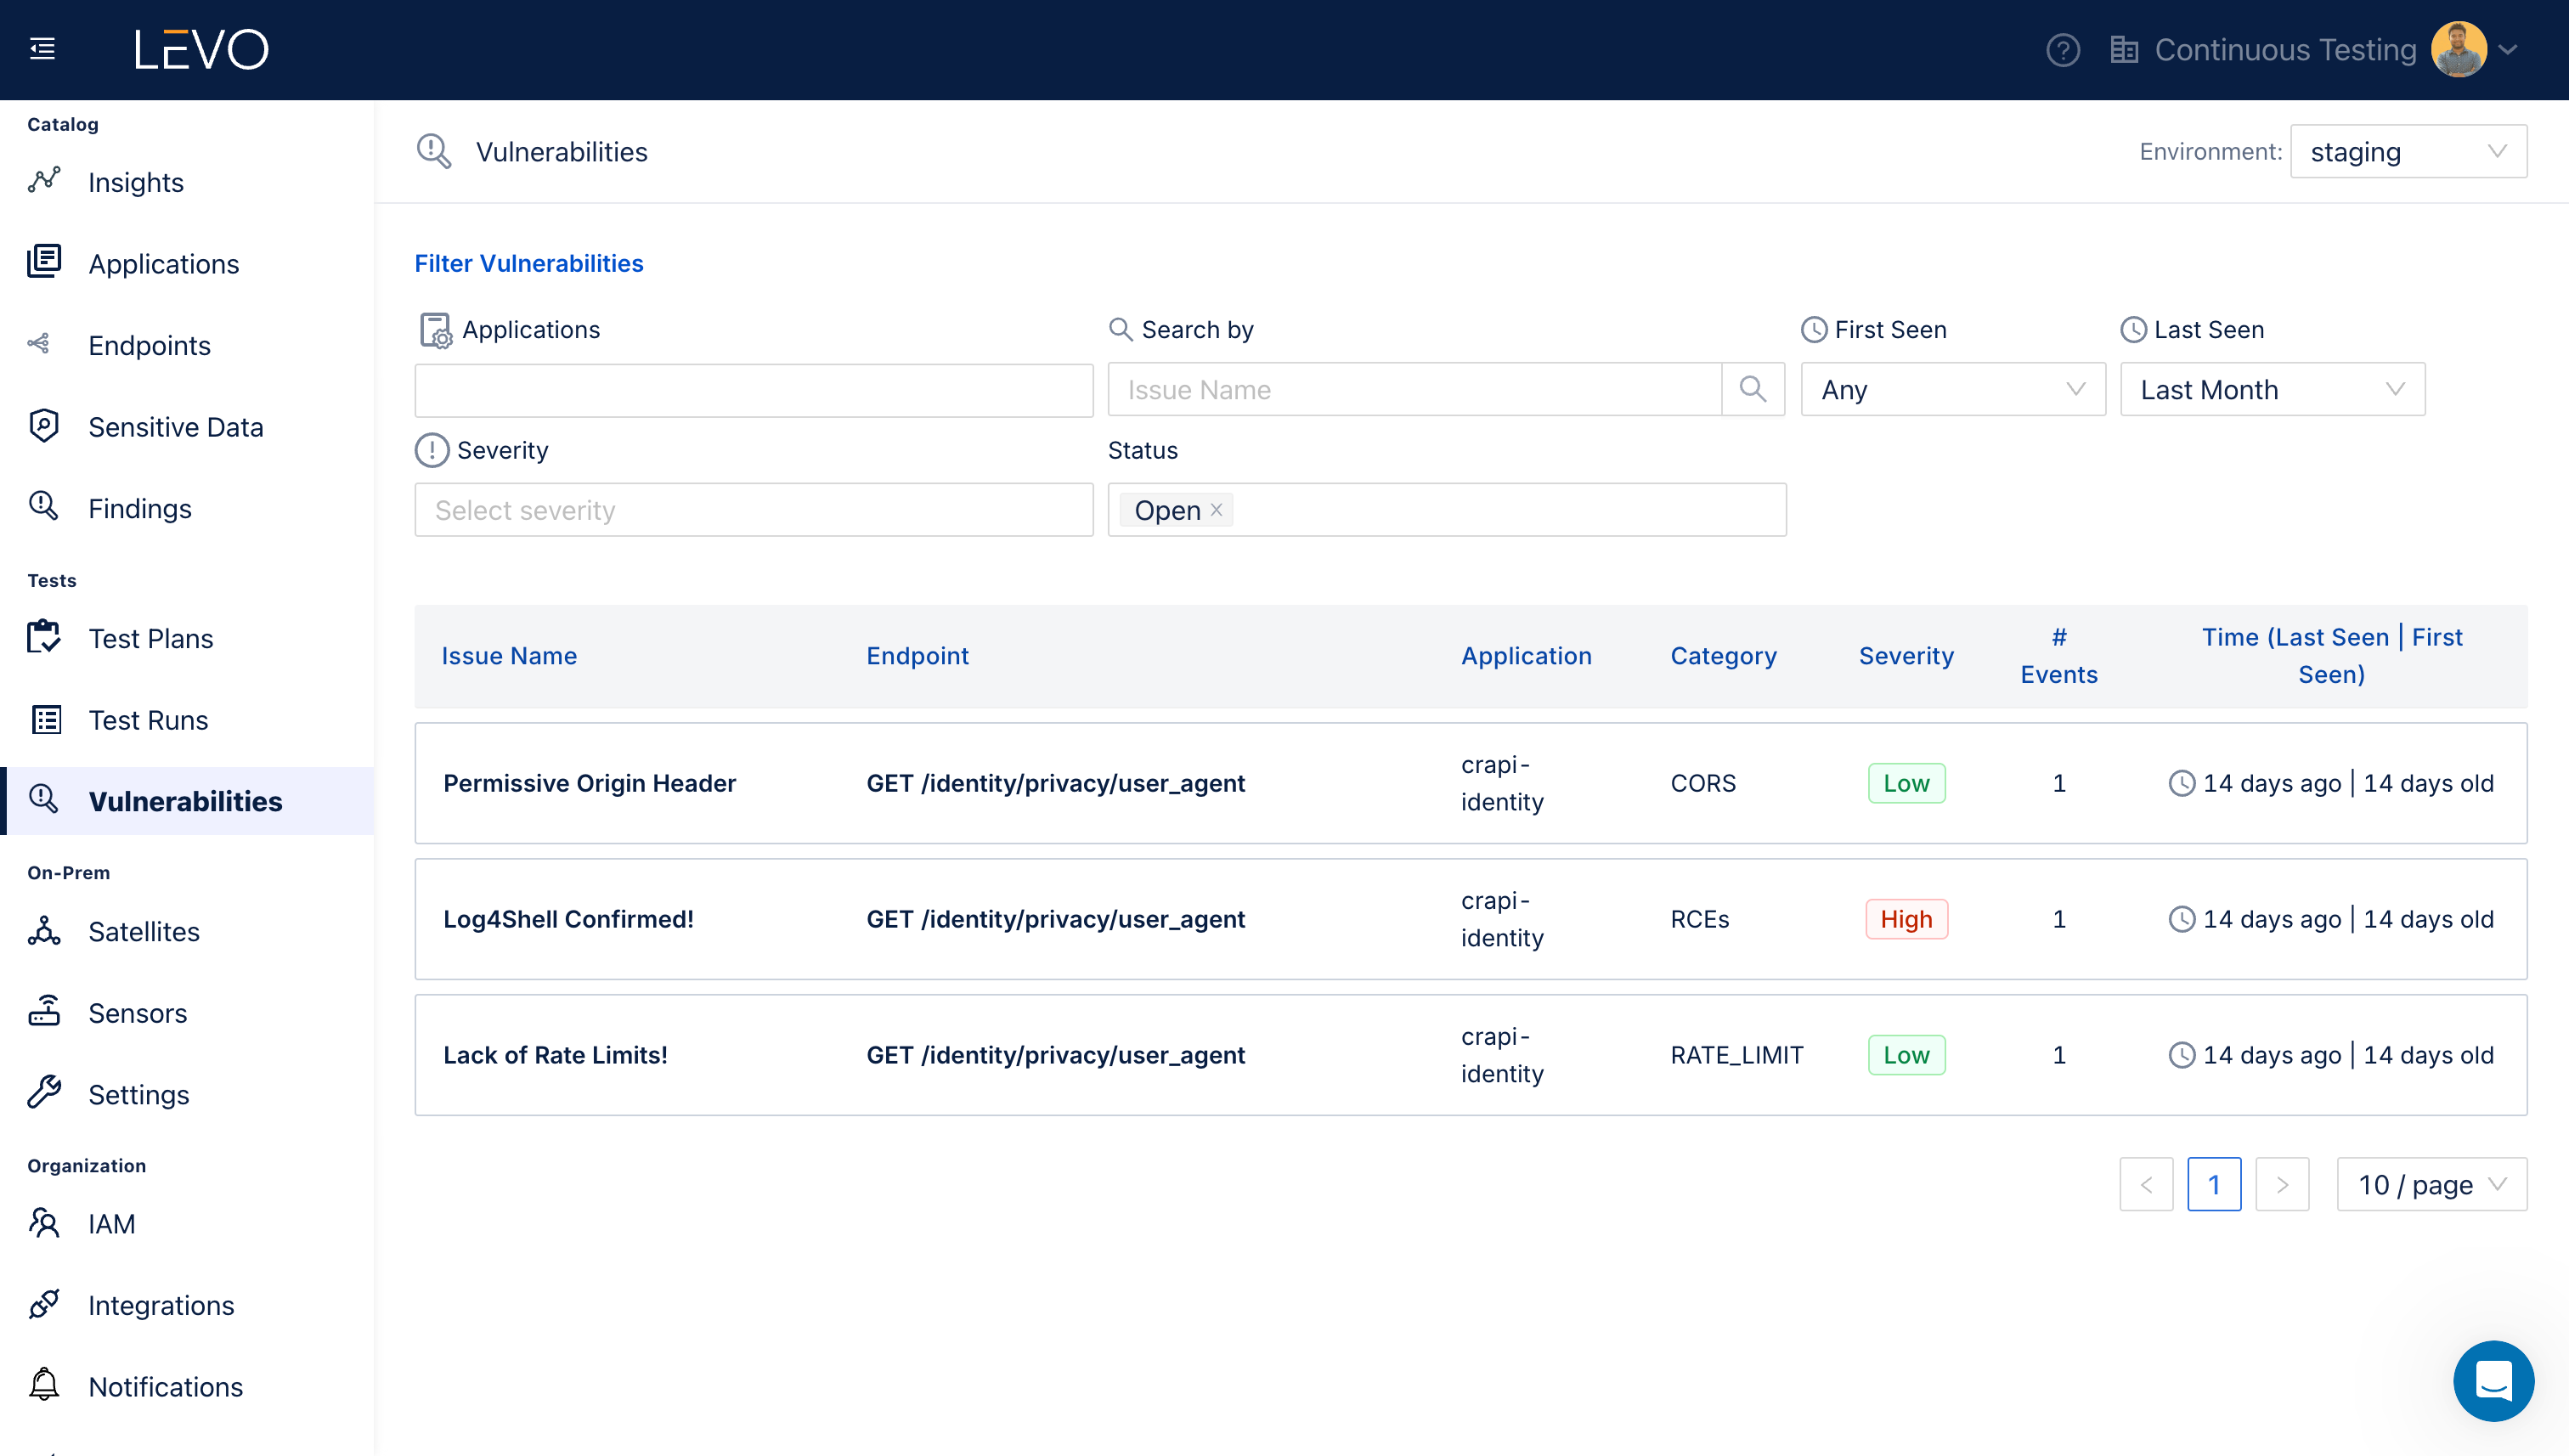 LEVO
Continuous Testing
Catalog
Insights
Applications
Endpoints
Sensitive Data
Findings
Tests
Test Plans
Test Runs
Vulnerabilities
On-Prem
Satellites
Sensors
Settings
Organization
IAM
Integrations
Notifications
Vulnerabilities
Environment: staging
Filter Vulnerabilities
Applications
Search by
First Seen
Last Seen
Issue Name
Any
Last Month
Severity
Status
Select severity
Open
Issue Name
Endpoint
Application
Category
Severity
#
Events
Time (Last Seen | First
Seen)
Permissive Origin Header
GET /identity/privacy/user_agent
crapi-
identity
CORS
Low
1
14 days ago | 14 days old
Log4Shell Confirmed!
GET /identity/privacy/user_agent
crapi-
identity
RCEs
High
1
14 days ago | 14 days old
Lack of Rate Limits!
GET /identity/privacy/user_agent
crapi-
identity
RATE_LIMIT
Low
1
14 days ago | 14 days old
1
10 / page